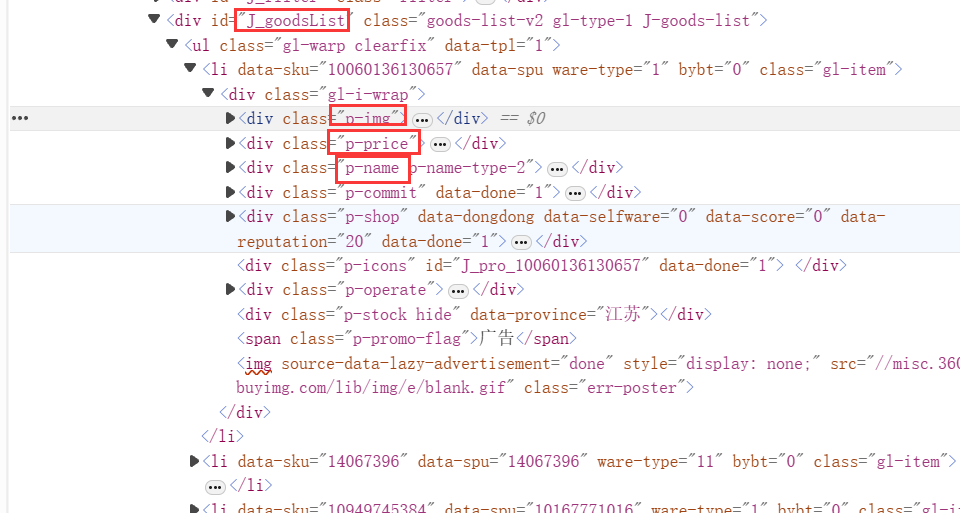 <div id="J_goodsList" class="goods-list-v2 gl-type-1 J-goods-list">
<ul class="gl-warp clearfix" data-tpl="1">
<li data-sku="10060136130657" data-spu ware-type="1" bybt="0" class="gl-item">
<div class="gl-i-wrap">
<div class="p-img"> </div> == $0
<div class="p-price"> </div>
<div class="p-name p-name-type-2"> </div>
<div class="p-commit" data-done="1"> </div>
<div class="p-shop" data-dongdong data-selfware="0" data-score="0" data-
reputation="20" data-done="1"> </div>
<div class="p-icons" id="J_pro_10060136130657" data-done="1"> </div>
<div class="p-operate"> </div>
<div class="p-stock hide" data-province="江苏"></div>
<span class="p-promo-flag">广告</span>
<img source-data-lazy-advertisement="done" style="display: none;" src="//misc.360
buyimg.com/lib/img/e/blank.gif" class="err-poster">
</div>
</li>
<li data-sku="14067396" data-spu="14067396" ware-type="11" bybt="0" class="gl-item">
</li>
<li data-sku="10949745384" data-spu="10167771016" ware-type="1" bybt="0" class="gl-i